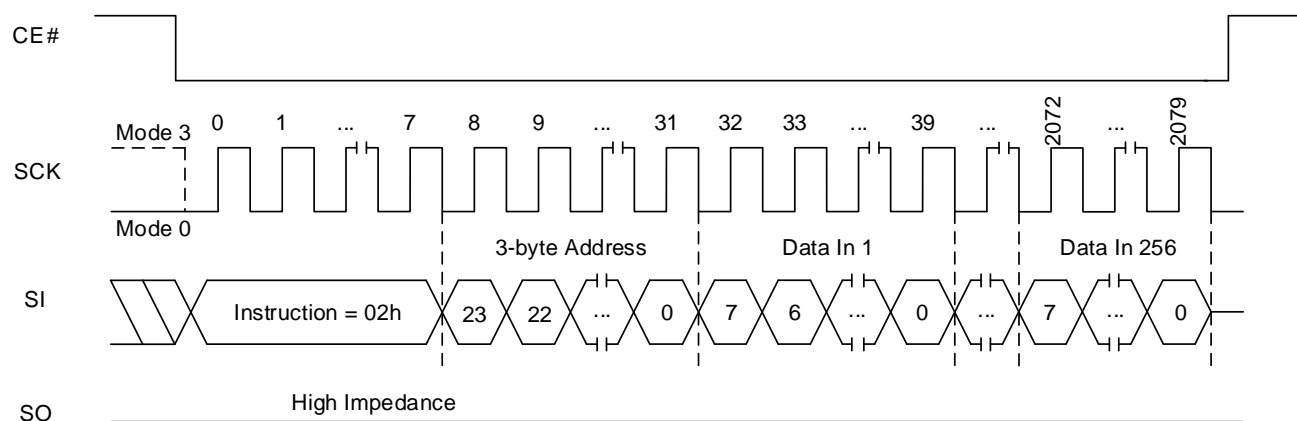 CE#
SCK
Mode 3
0 1 ... 7 8 9 ... 31 32 33 ... 39 ... 2072 ... 2079
Mode 0
3-byte Address Data In 1 Data In 256
SI
Instruction = 02h 23 22 ... 0 7 6 ... 0 ... 7 ... 0
SO
High Impedance